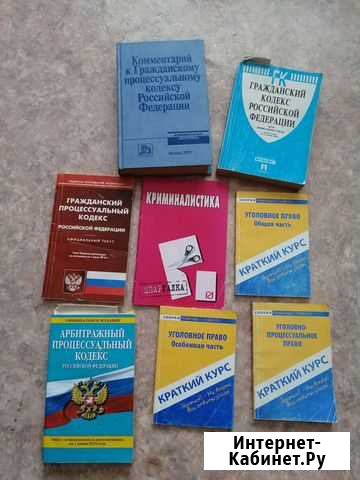 Комментарий
к Гражданскому
процессуальному
кодексу
Российской
Федерации
ГК
ГРАЖДАНСКИЙ
КОДЕКС
РОССИЙСКОЙ
ФЕДЕРАЦИИ
ГРАЖДАНСКИЙ
ПРОЦЕССУАЛЬНЫЙ
КОДЕКС
РОССИЙСКОЙ ФЕДЕРАЦИИ
ОФИЦИАЛЬНЫЙ ТЕКСТ
КРИМИНАЛИСТИКА
ШПАРГАЛКА
УГОЛОВНОЕ ПРАВО
Общая часть
КРАТКИЙ КУРС
АРБИТРАЖНЫЙ
ПРОЦЕССУАЛЬНЫЙ
КОДЕКС
РОССИЙСКОЙ ФЕДЕРАЦИИ
УГОЛОВНОЕ ПРАВО
Особенная часть
КРАТКИЙ КУРС
УГОЛОВНО-
ПРОЦЕССУАЛЬНОЕ
ПРАВО
КРАТКИЙ КУРС
Интернет-
Кабинет.Ру